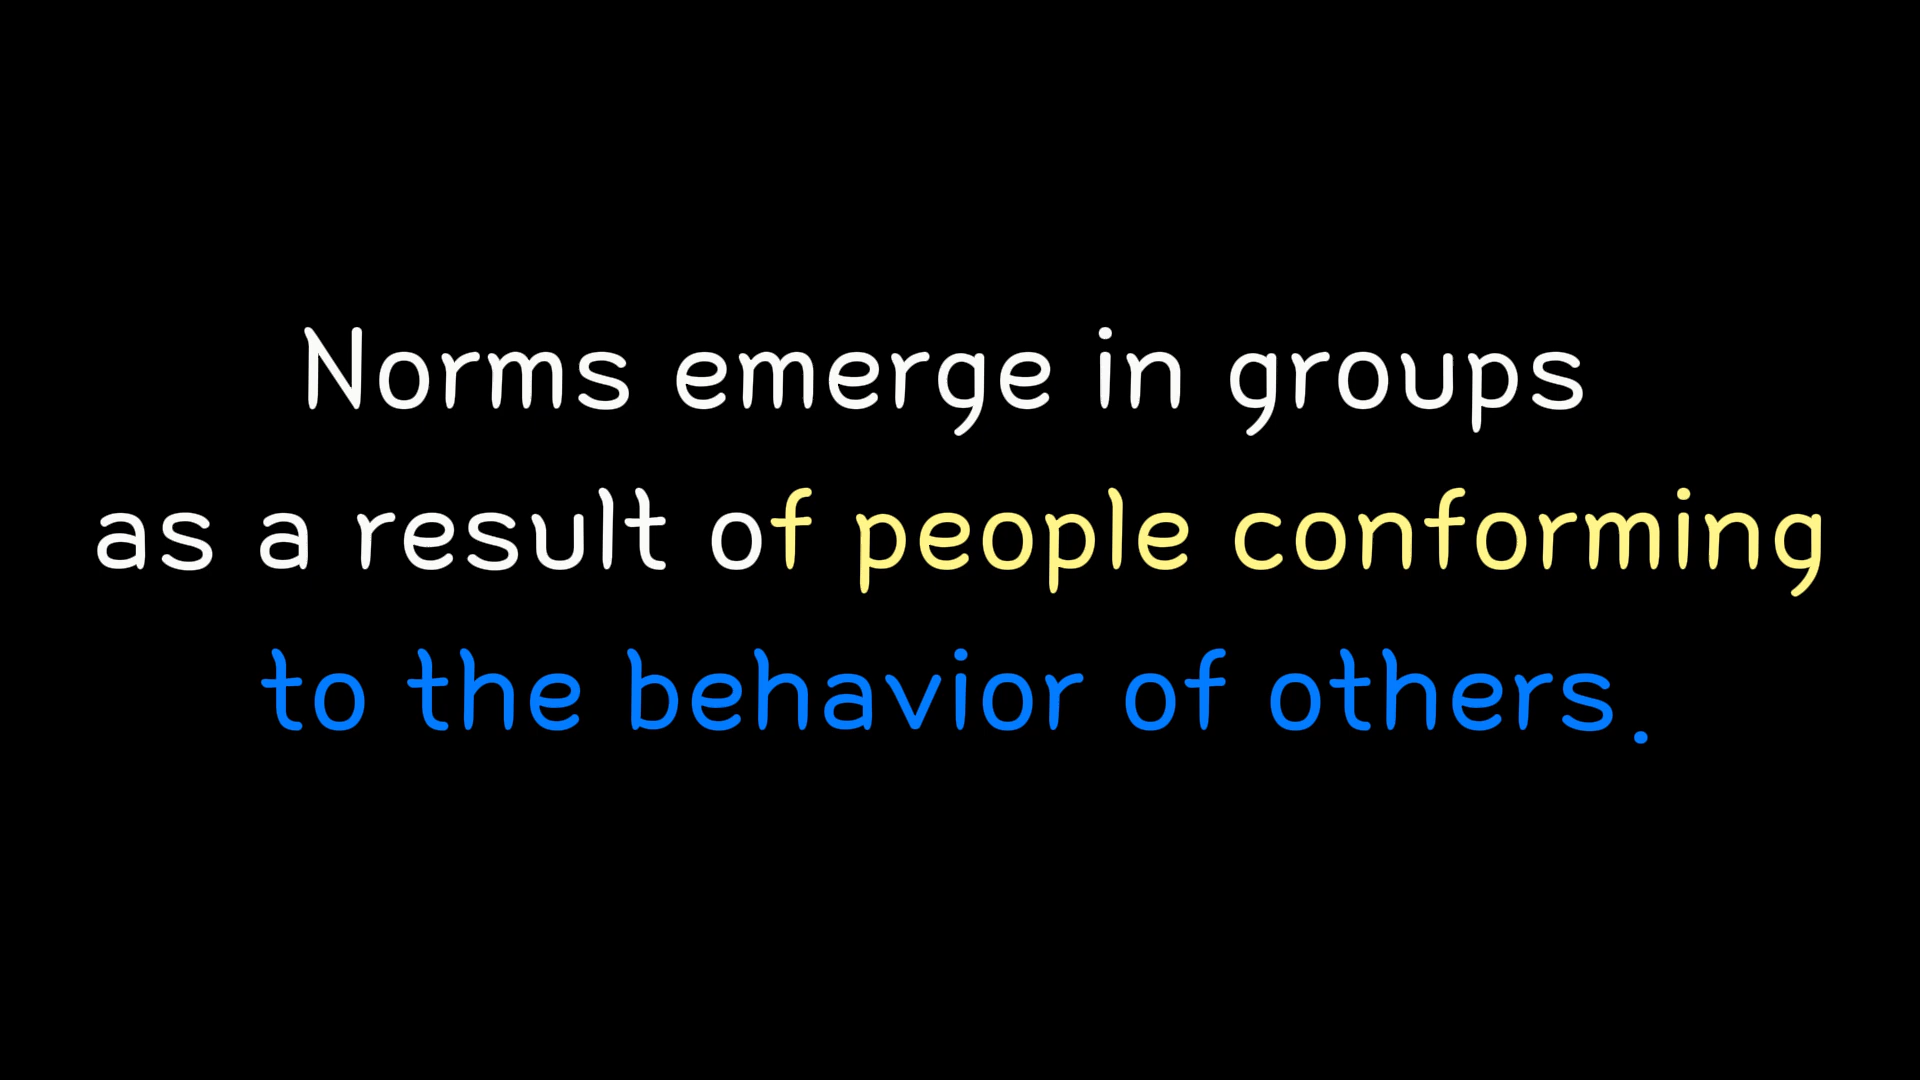 Norms emerge in groups
as a result of people conforming
to the behavior of others.